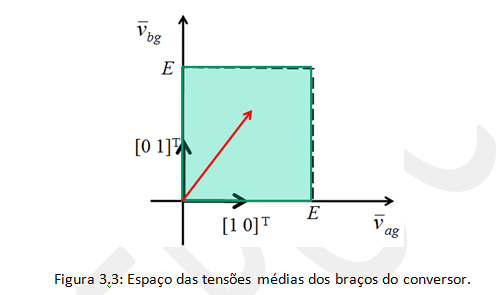 v̅bg
E
[0 1]ᵀ
[1 0]ᵀ
E
v̅ag
Figura 3.3: Espaço das tensões médias dos braços do conversor.